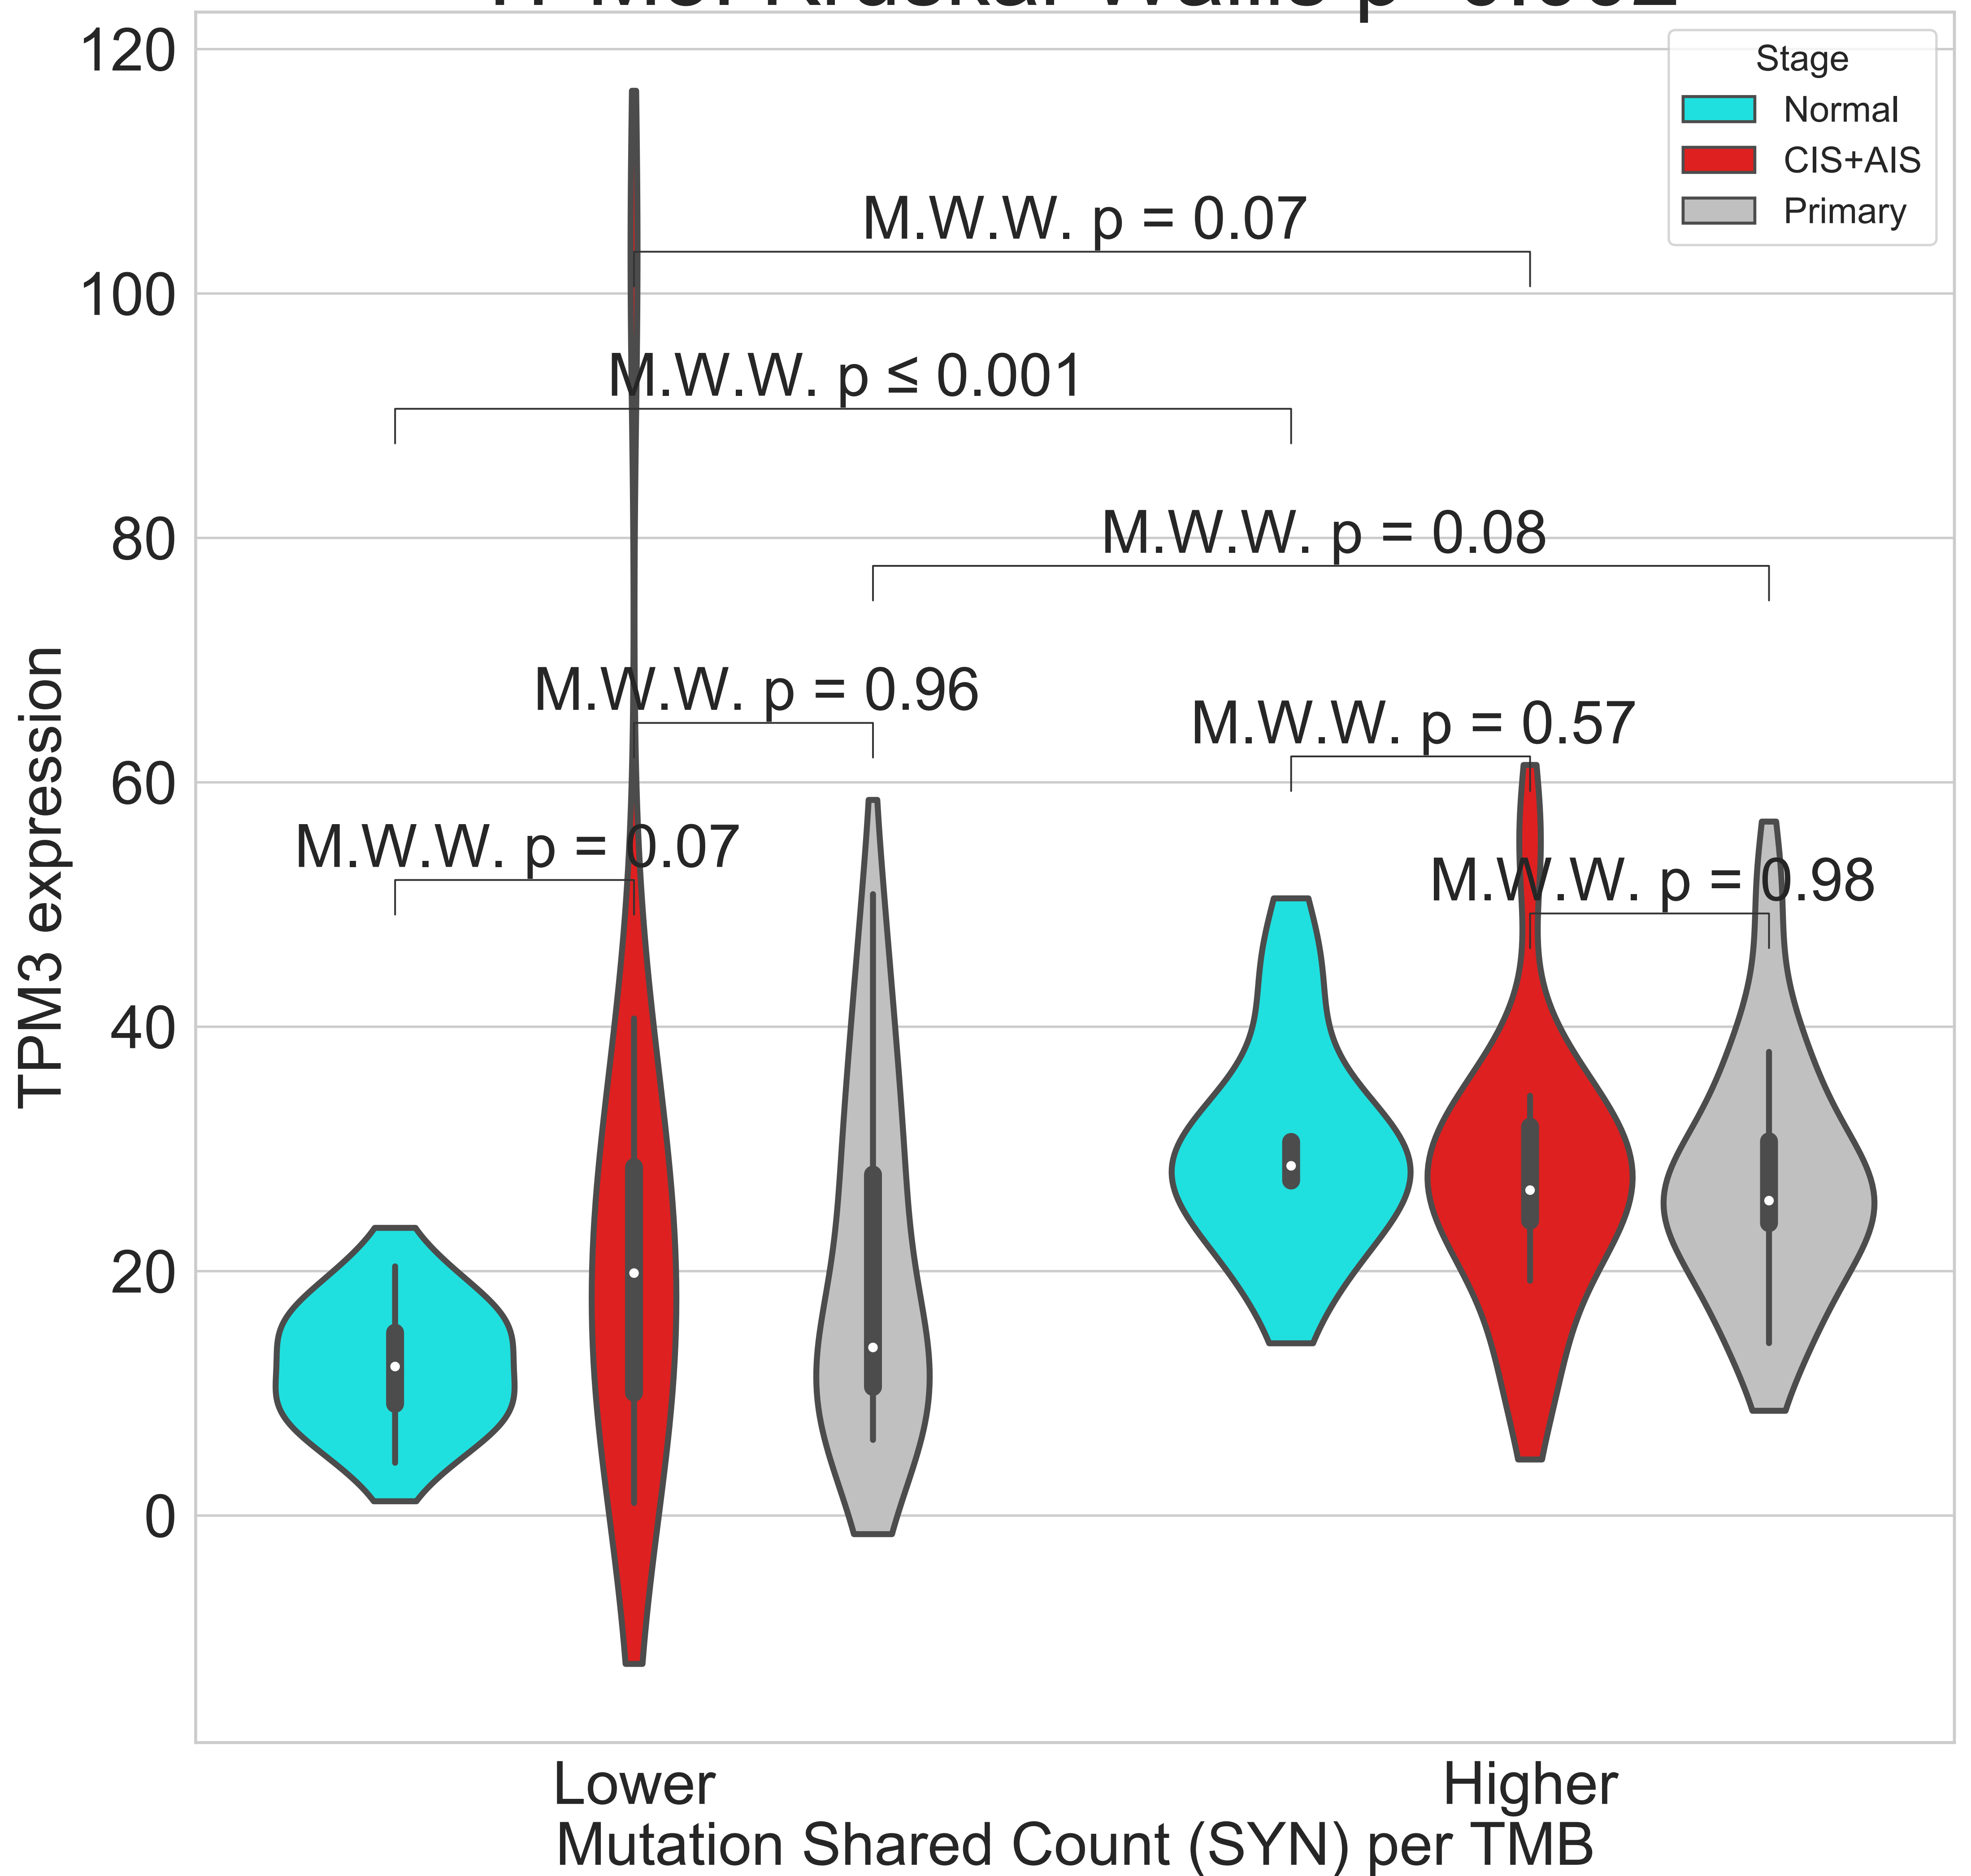 120
Stage
Normal
CIS+AIS
Primary
M.W.W. p = 0.07
100
M.W.W. p ≤ 0.001
80
M.W.W. p = 0.08
M.W.W. p = 0.96
M.W.W. p = 0.57
60
M.W.W. p = 0.07
M.W.W. p = 0.98
TPM3 expression
40
20
0
Lower
Higher
Mutation Shared Count (SYN) per TMB